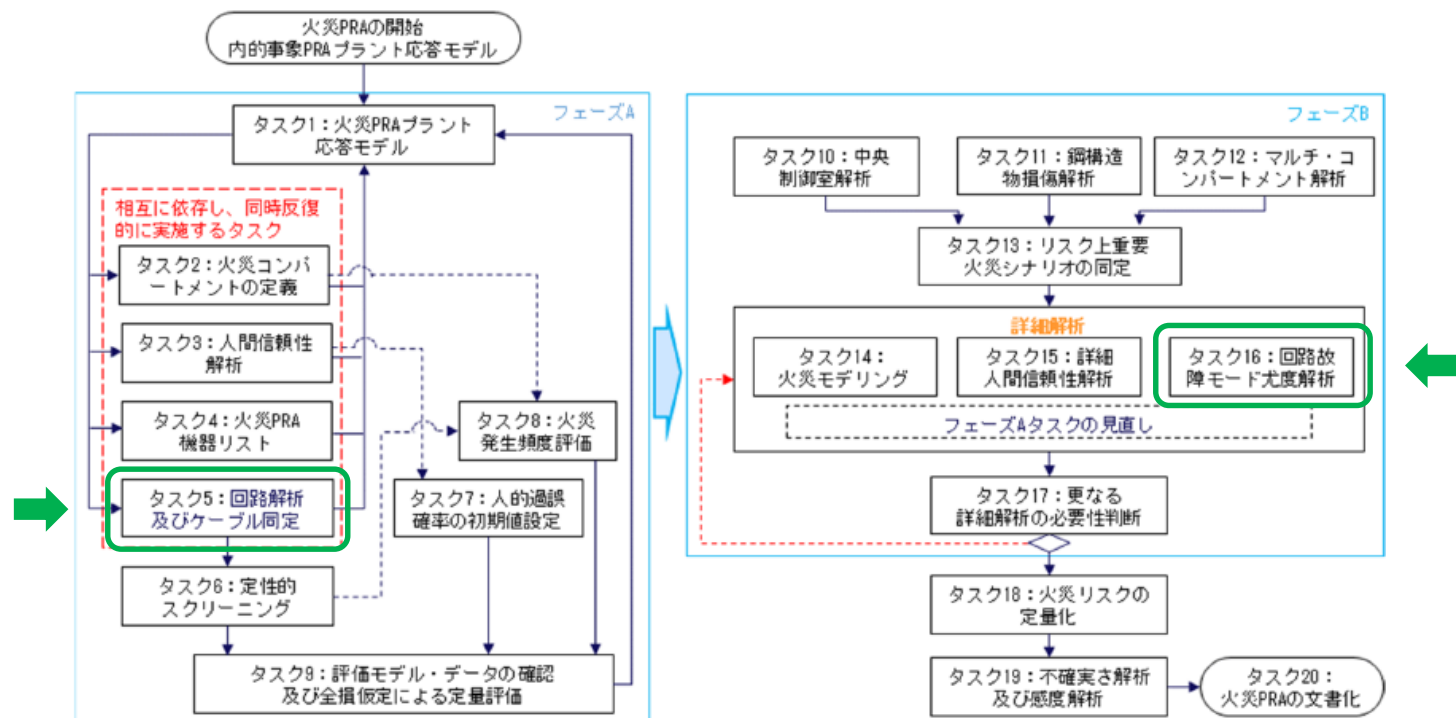 火災PRAの開始
内的事象PRAプラント応答モデル
フェーズA
タスク1：火災PRAプラント
応答モデル
相互に依存し、同時反復
的に実施するタスク
タスク2：火災コンパ
ートメントの定義
タスク3：人間信頼性
解析
タスク4：火災PRA
機器リスト
タスク5：回路解析
及びケーブル同定
タスク6：定性的
スクリーニング
タスク8：火災
発生頻度評価
タスク7：人的過誤
確率の初期値設定
タスク9：評価モデル・データの確認
及び全損仮定による定量評価
フェーズB
タスク10：中央
制御室解析
タスク11：鋼構造
物損傷解析
タスク12：マルチ・コ
ンパートメント解析
タスク13：リスク上重要
火災シナリオの同定
詳細解析
タスク14：
火災モデリング
タスク15：詳細
人間信頼性解析
タスク16：回路故
障モード尤度解析
フェーズAタスクの見直し
タスク17：更なる
詳細解析の必要性判断
タスク18：火災リスクの
定量化
タスク19：不確実さ解析
及び感度解析
タスク20：
火災PRAの文書化